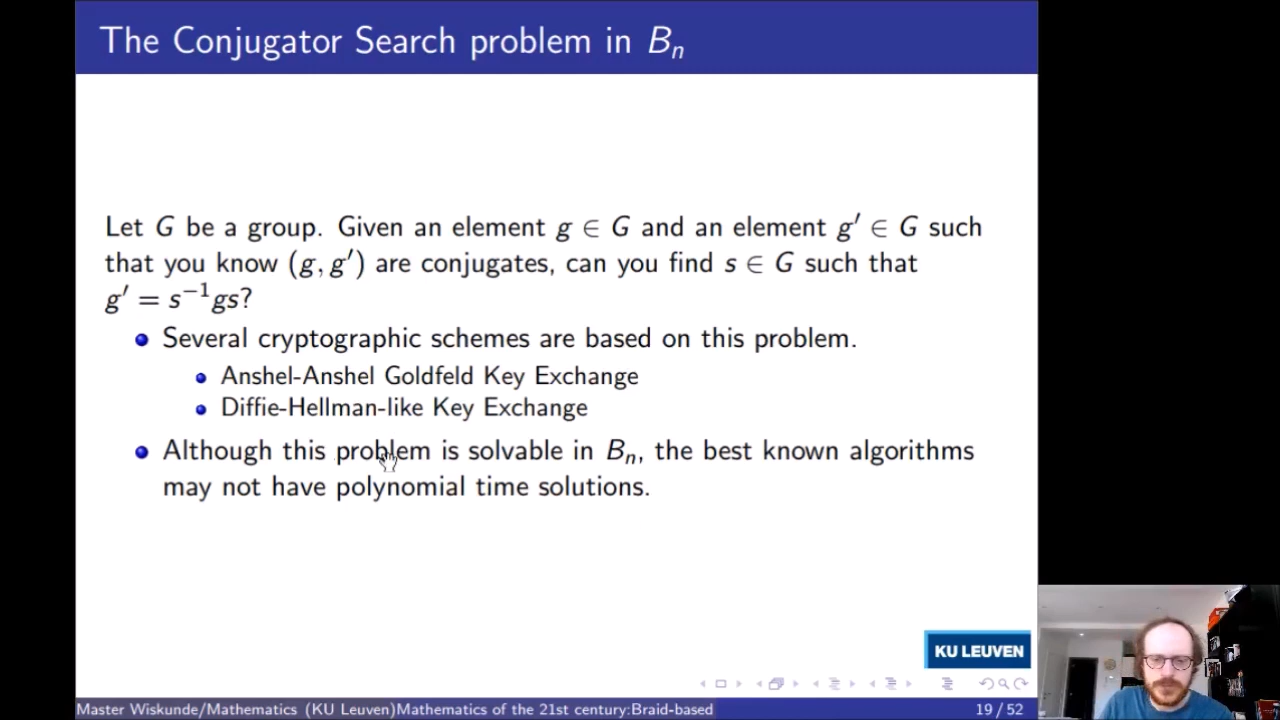 The Conjugator Search problem in Bₙ
Let G be a group. Given an element g ∈ G and an element g′ ∈ G such
that you know (g, g′) are conjugates, can you find s ∈ G such that
g′ = s⁻¹gs?
Several cryptographic schemes are based on this problem.
Anshel-Anshel Goldfeld Key Exchange
Diffie-Hellman-like Key Exchange
Although this problem is solvable in Bₙ, the best known algorithms
may not have polynomial time solutions.
KU LEUVEN
Master Wiskunde/Mathematics (KU Leuven)Mathematics of the 21st century:Braid-based
19 / 52